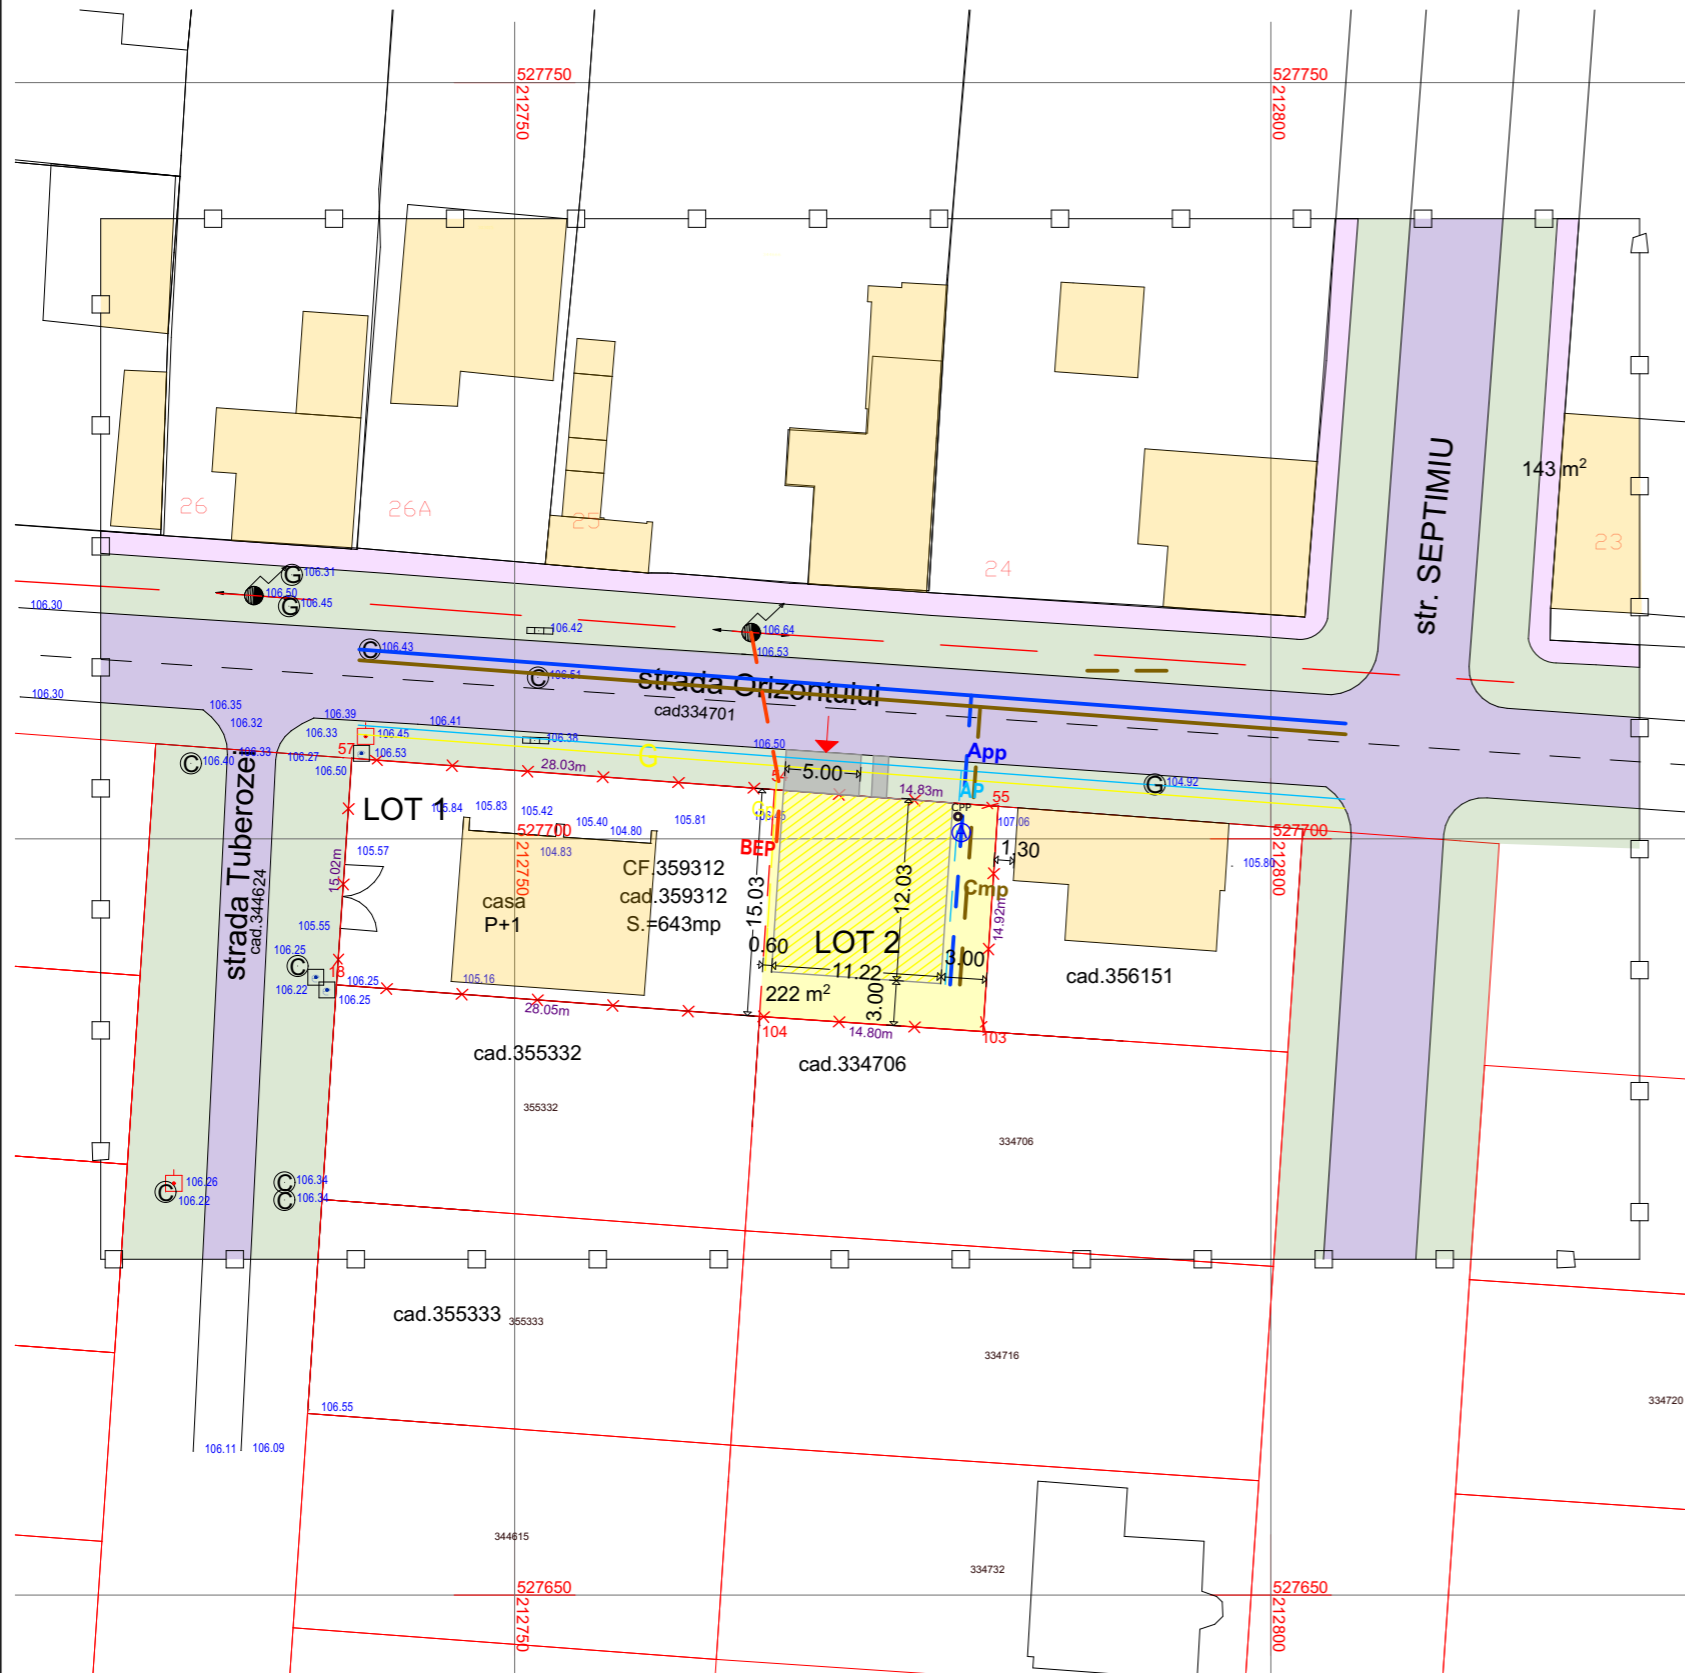 527750
212750
527750
212800
143 m²
str. SEPTIMIU
26
26A
25
24
23
106.31
106.50
106.45
106.30
106.42
106.64
106.43
106.53
106.51
strada Orizontului
cad334701
106.30
106.35
106.32
106.39
106.41
106.33
106.45
106.38
106.50
106.33
106.27
57
106.53
106.40
106.50
28.03m
G
5.00
App
AP
104.92
14.83m
55
LOT 1
105.84
105.83
105.42
105.40
104.80
105.81
CPP
107.06
527700
212750
527700
212800
104.83
BEP
1.30
105.80
105.57
15.02m
CF.359312
cad.359312
S.=643mp
casa
P+1
15.03
12.03
Cmp
14.92m
strada Tuberozei
cad.344624
105.55
106.25
18
106.25
106.22
106.25
105.16
28.05m
0.60
LOT 2
11.22
3.00
222 m²
3.00
104
14.80m
103
cad.356151
cad.355332
cad.334706
355332
334706
106.26
106.22
106.34
106.34
cad.355333
355333
334716
334720
106.55
106.11
106.09
344615
334732
527650
212750
527650
212800